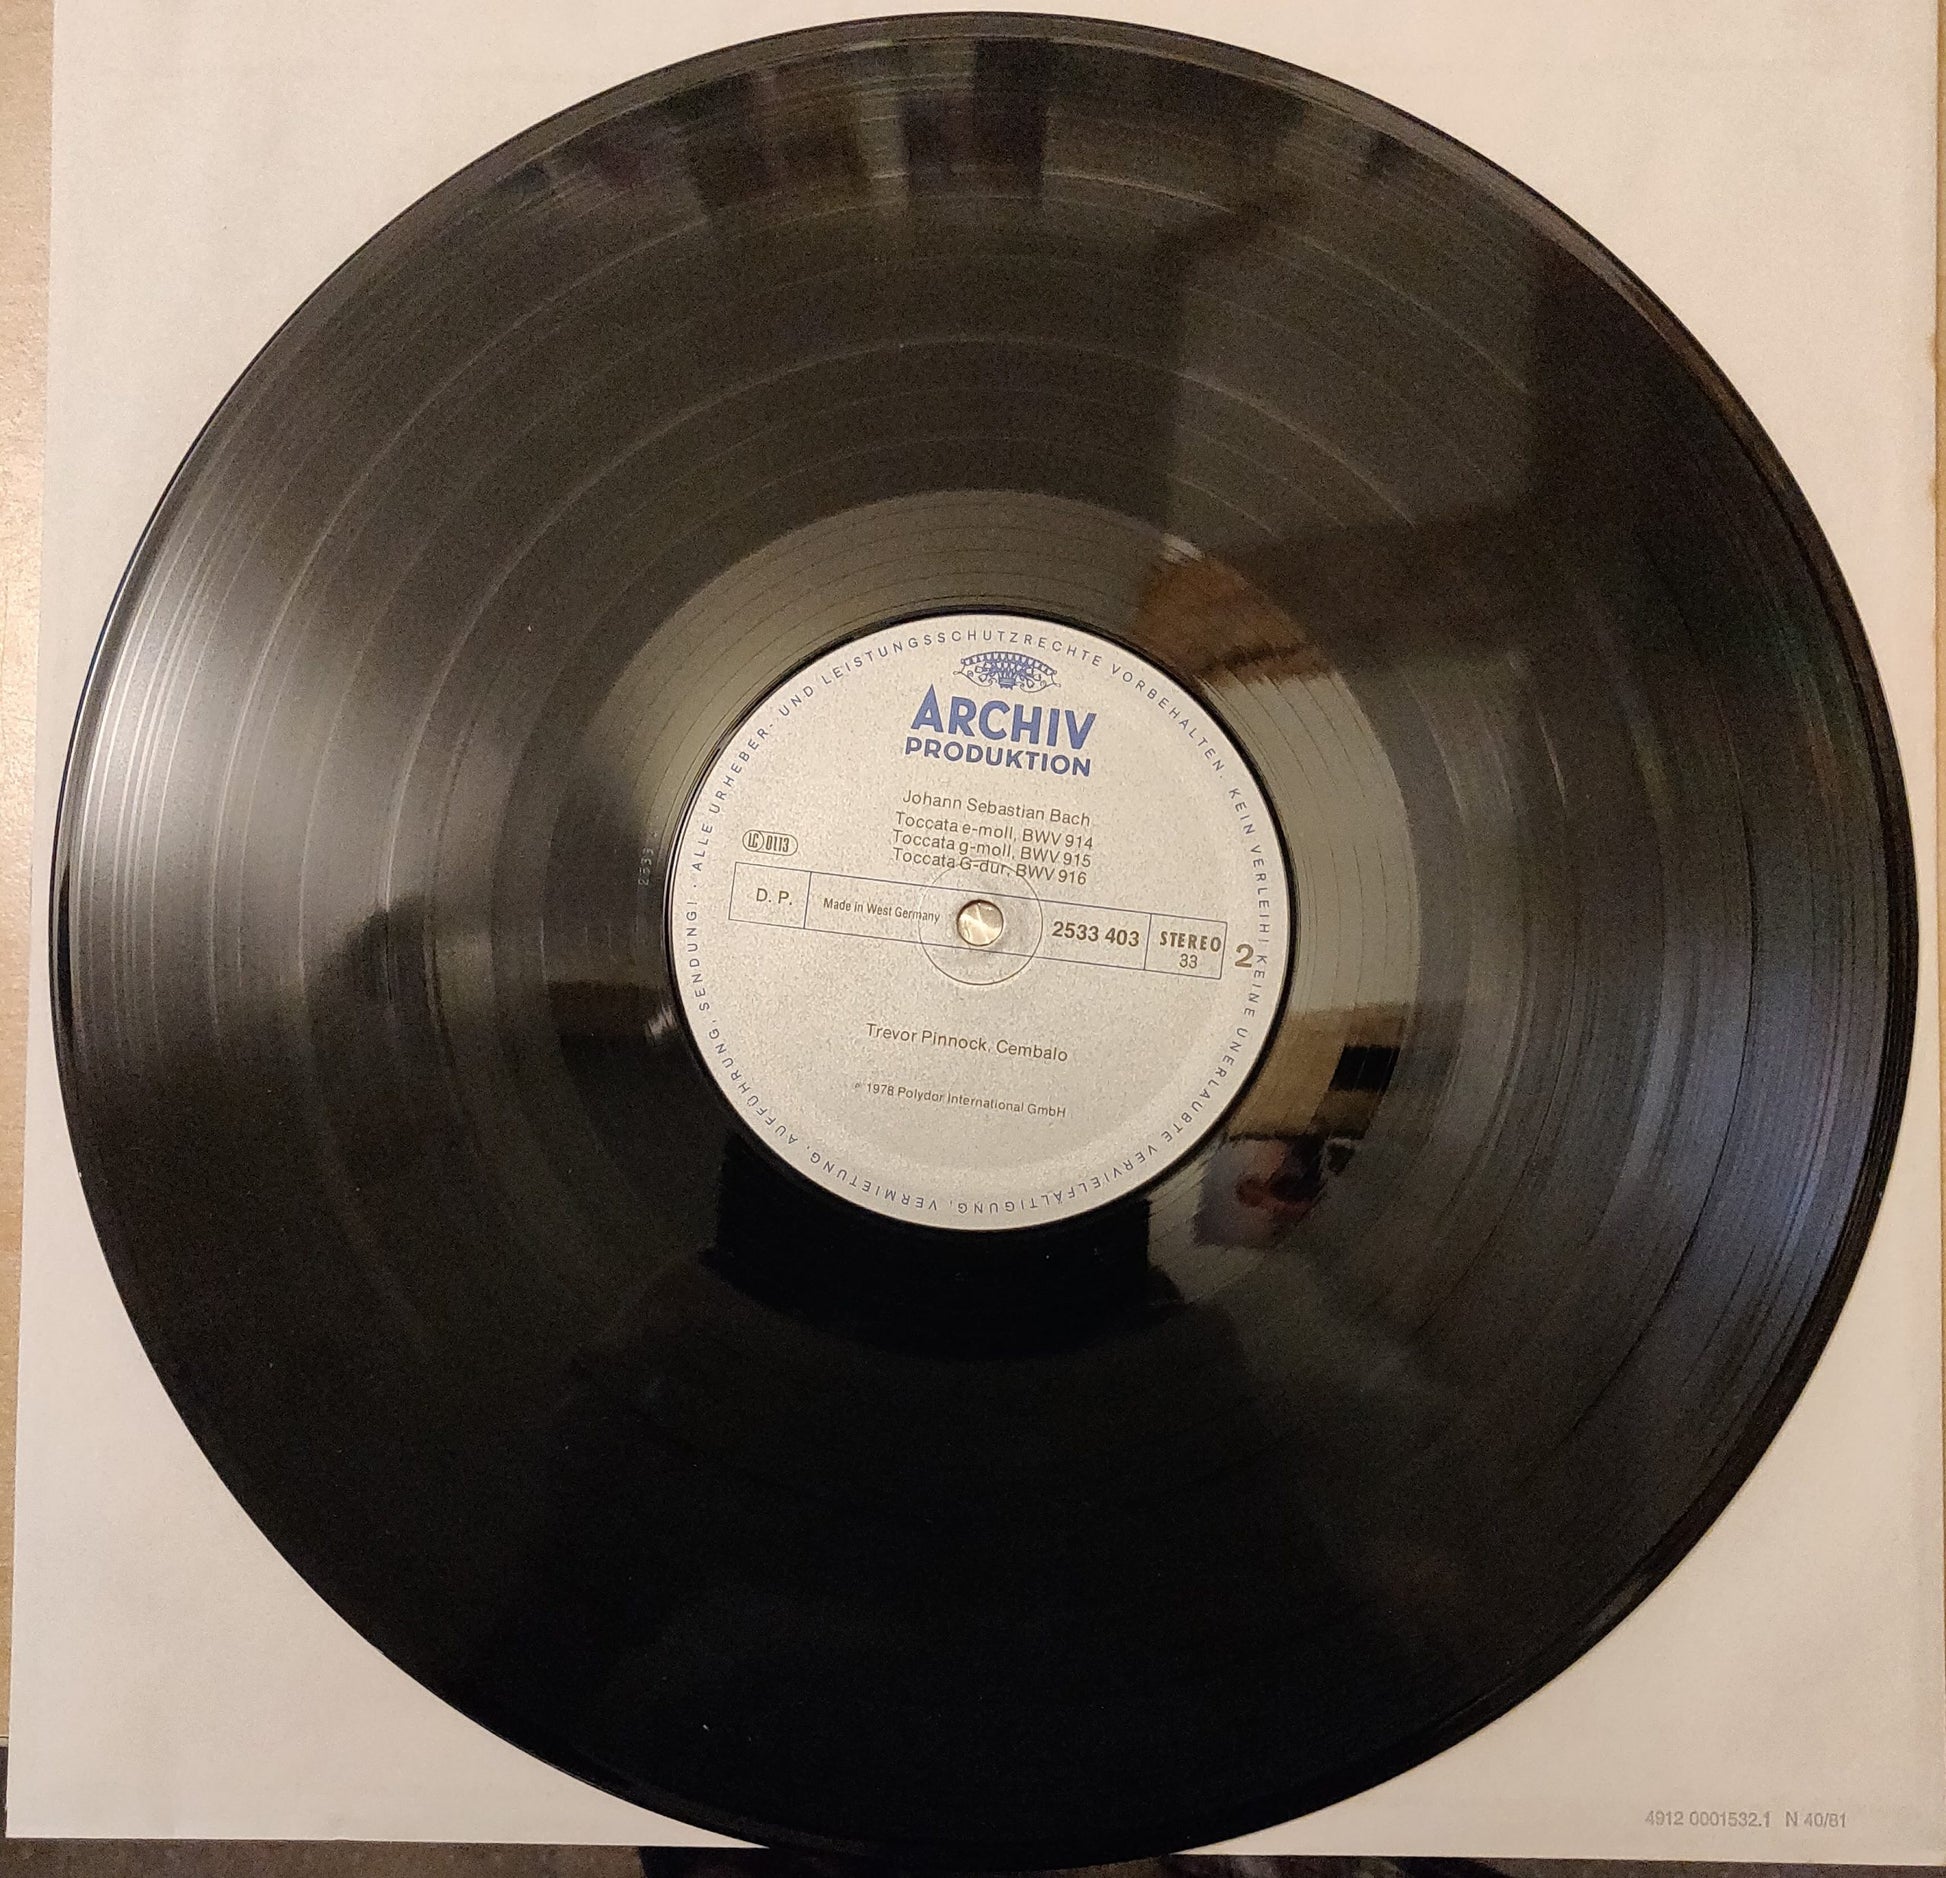 ALLE URHEBER- UND LEISTUNGSSCHUTZRECHTE VORBEHALTEN. KEIN VERLEIH! KEINE UNERLAUBTE VERVIELFÄLTIGUNG, VERMIETUNG, AUFFÜHRUNG, SENDUNG!
ARCHIV
PRODUKTION
Johann Sebastian Bach
Toccata e-moll, BWV 914
Toccata g-moll, BWV 915
Toccata G-dur, BWV 916
LC 0113
D. P.
Made in West Germany
2533 403
STEREO
33
2
Trevor Pinnock, Cembalo
℗ 1978 Polydor International GmbH
2533
4912 0001532.1 N 40/81